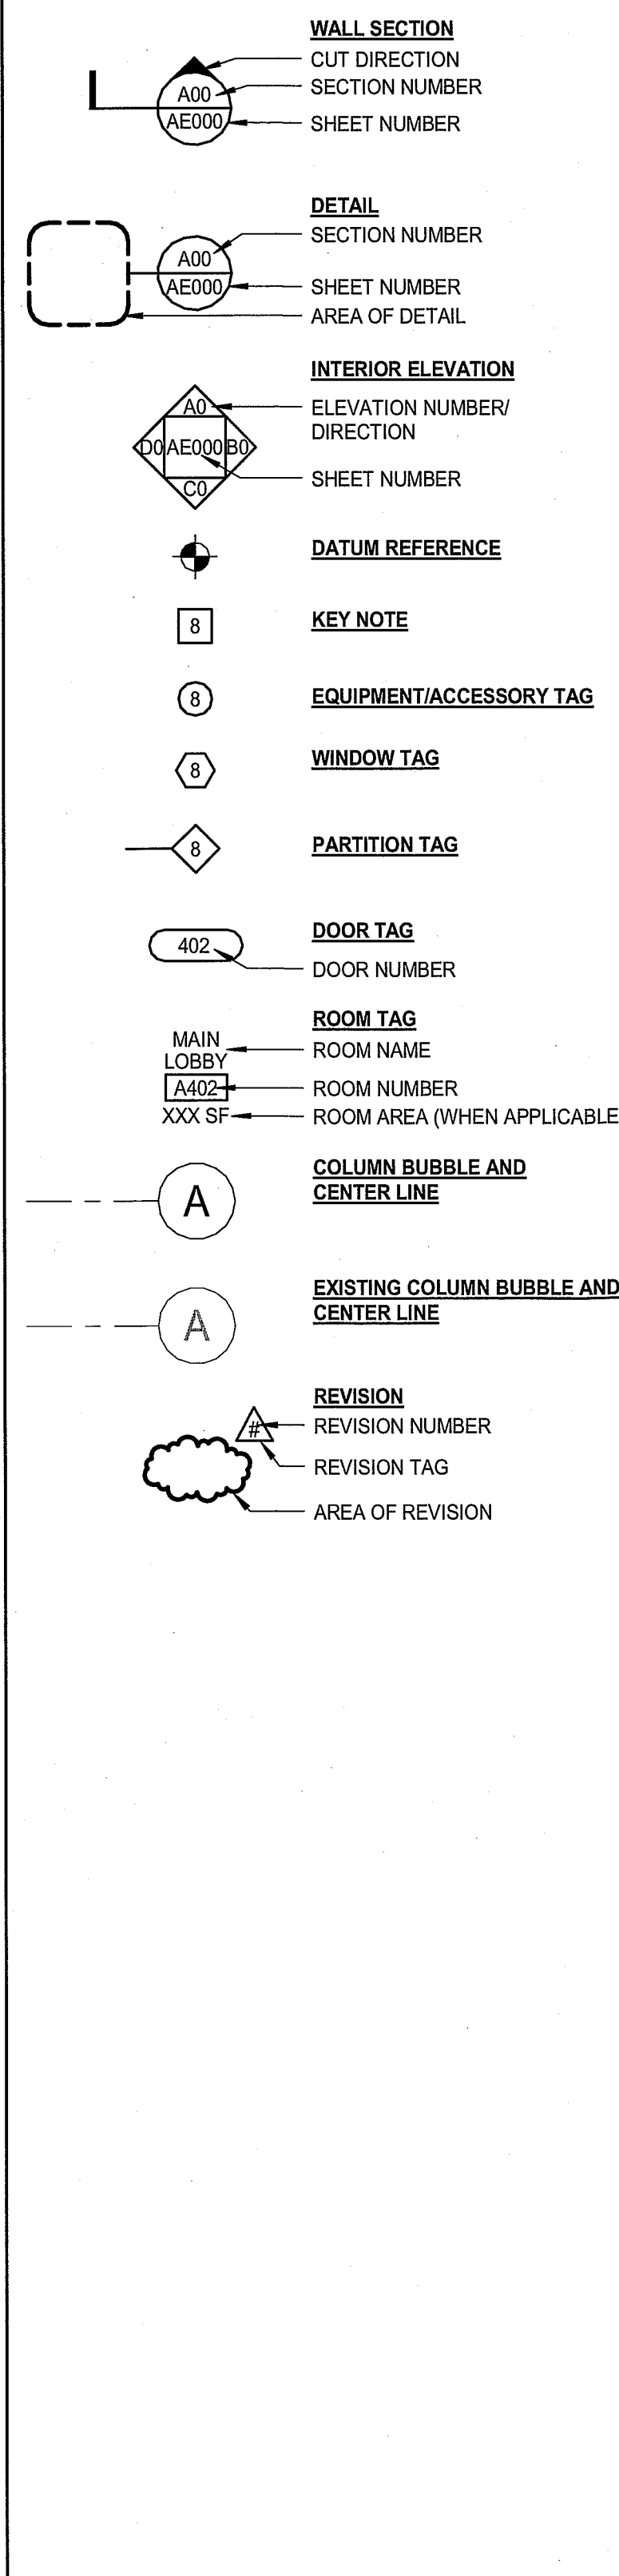 WALL SECTION
CUT DIRECTION
A00
SECTION NUMBER
AE000
SHEET NUMBER
DETAIL
SECTION NUMBER
A00
AE000
SHEET NUMBER
AREA OF DETAIL
INTERIOR ELEVATION
A0
ELEVATION NUMBER/
DIRECTION
D0 AE000 B0
SHEET NUMBER
C0
DATUM REFERENCE
8
KEY NOTE
8
EQUIPMENT/ACCESSORY TAG
8
WINDOW TAG
8
PARTITION TAG
DOOR TAG
402
DOOR NUMBER
ROOM TAG
MAIN
LOBBY
ROOM NAME
A402
ROOM NUMBER
XXX SF
ROOM AREA (WHEN APPLICABLE
COLUMN BUBBLE AND
CENTER LINE
A
EXISTING COLUMN BUBBLE AND
CENTER LINE
A
REVISION
#
REVISION NUMBER
REVISION TAG
AREA OF REVISION